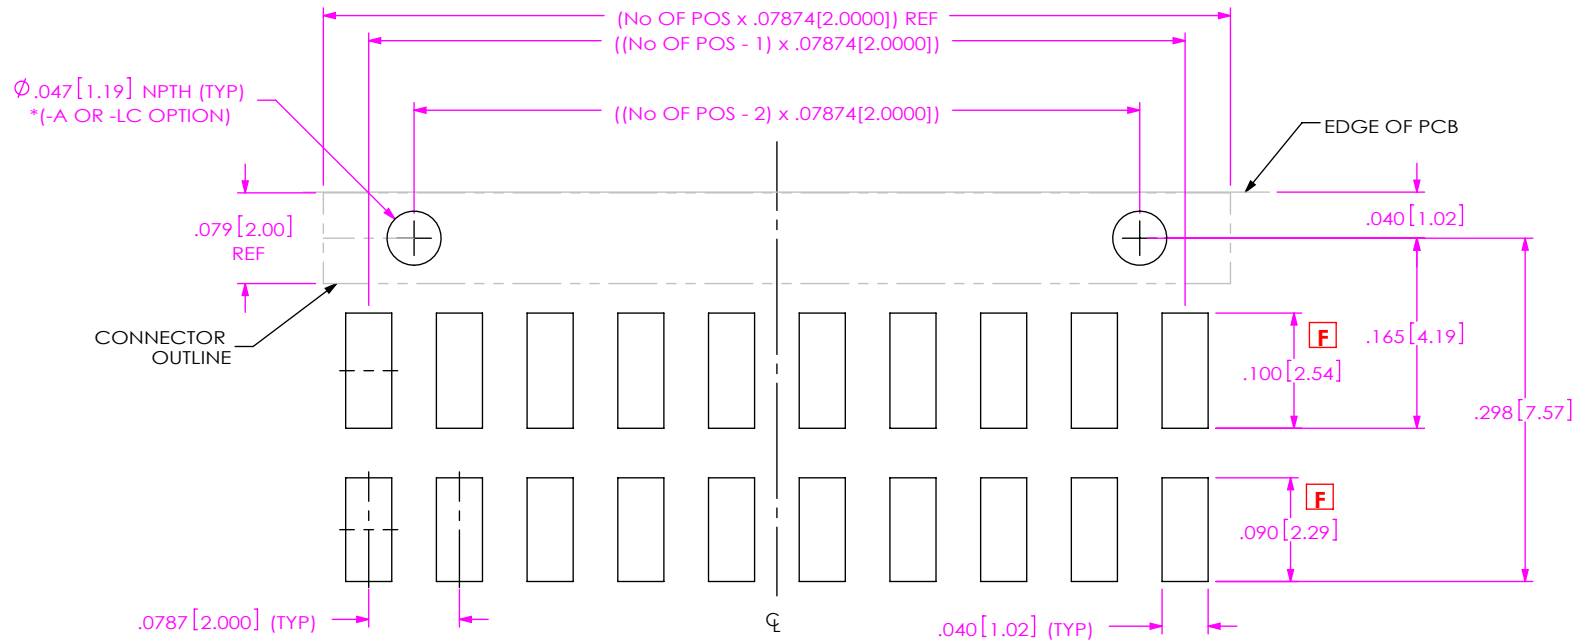 (No OF POS x .07874[2.0000]) REF
((No OF POS - 1) x .07874[2.0000])
Ø.047[1.19] NPTH (TYP)
*(-A OR -LC OPTION)
((No OF POS - 2) x .07874[2.0000])
EDGE OF PCB
.040[1.02]
.079[2.00]
REF
CONNECTOR
OUTLINE
F
.165[4.19]
.100[2.54]
.298[7.57]
F
.090[2.29]
.0787[2.000] (TYP)
℄
.040[1.02] (TYP)